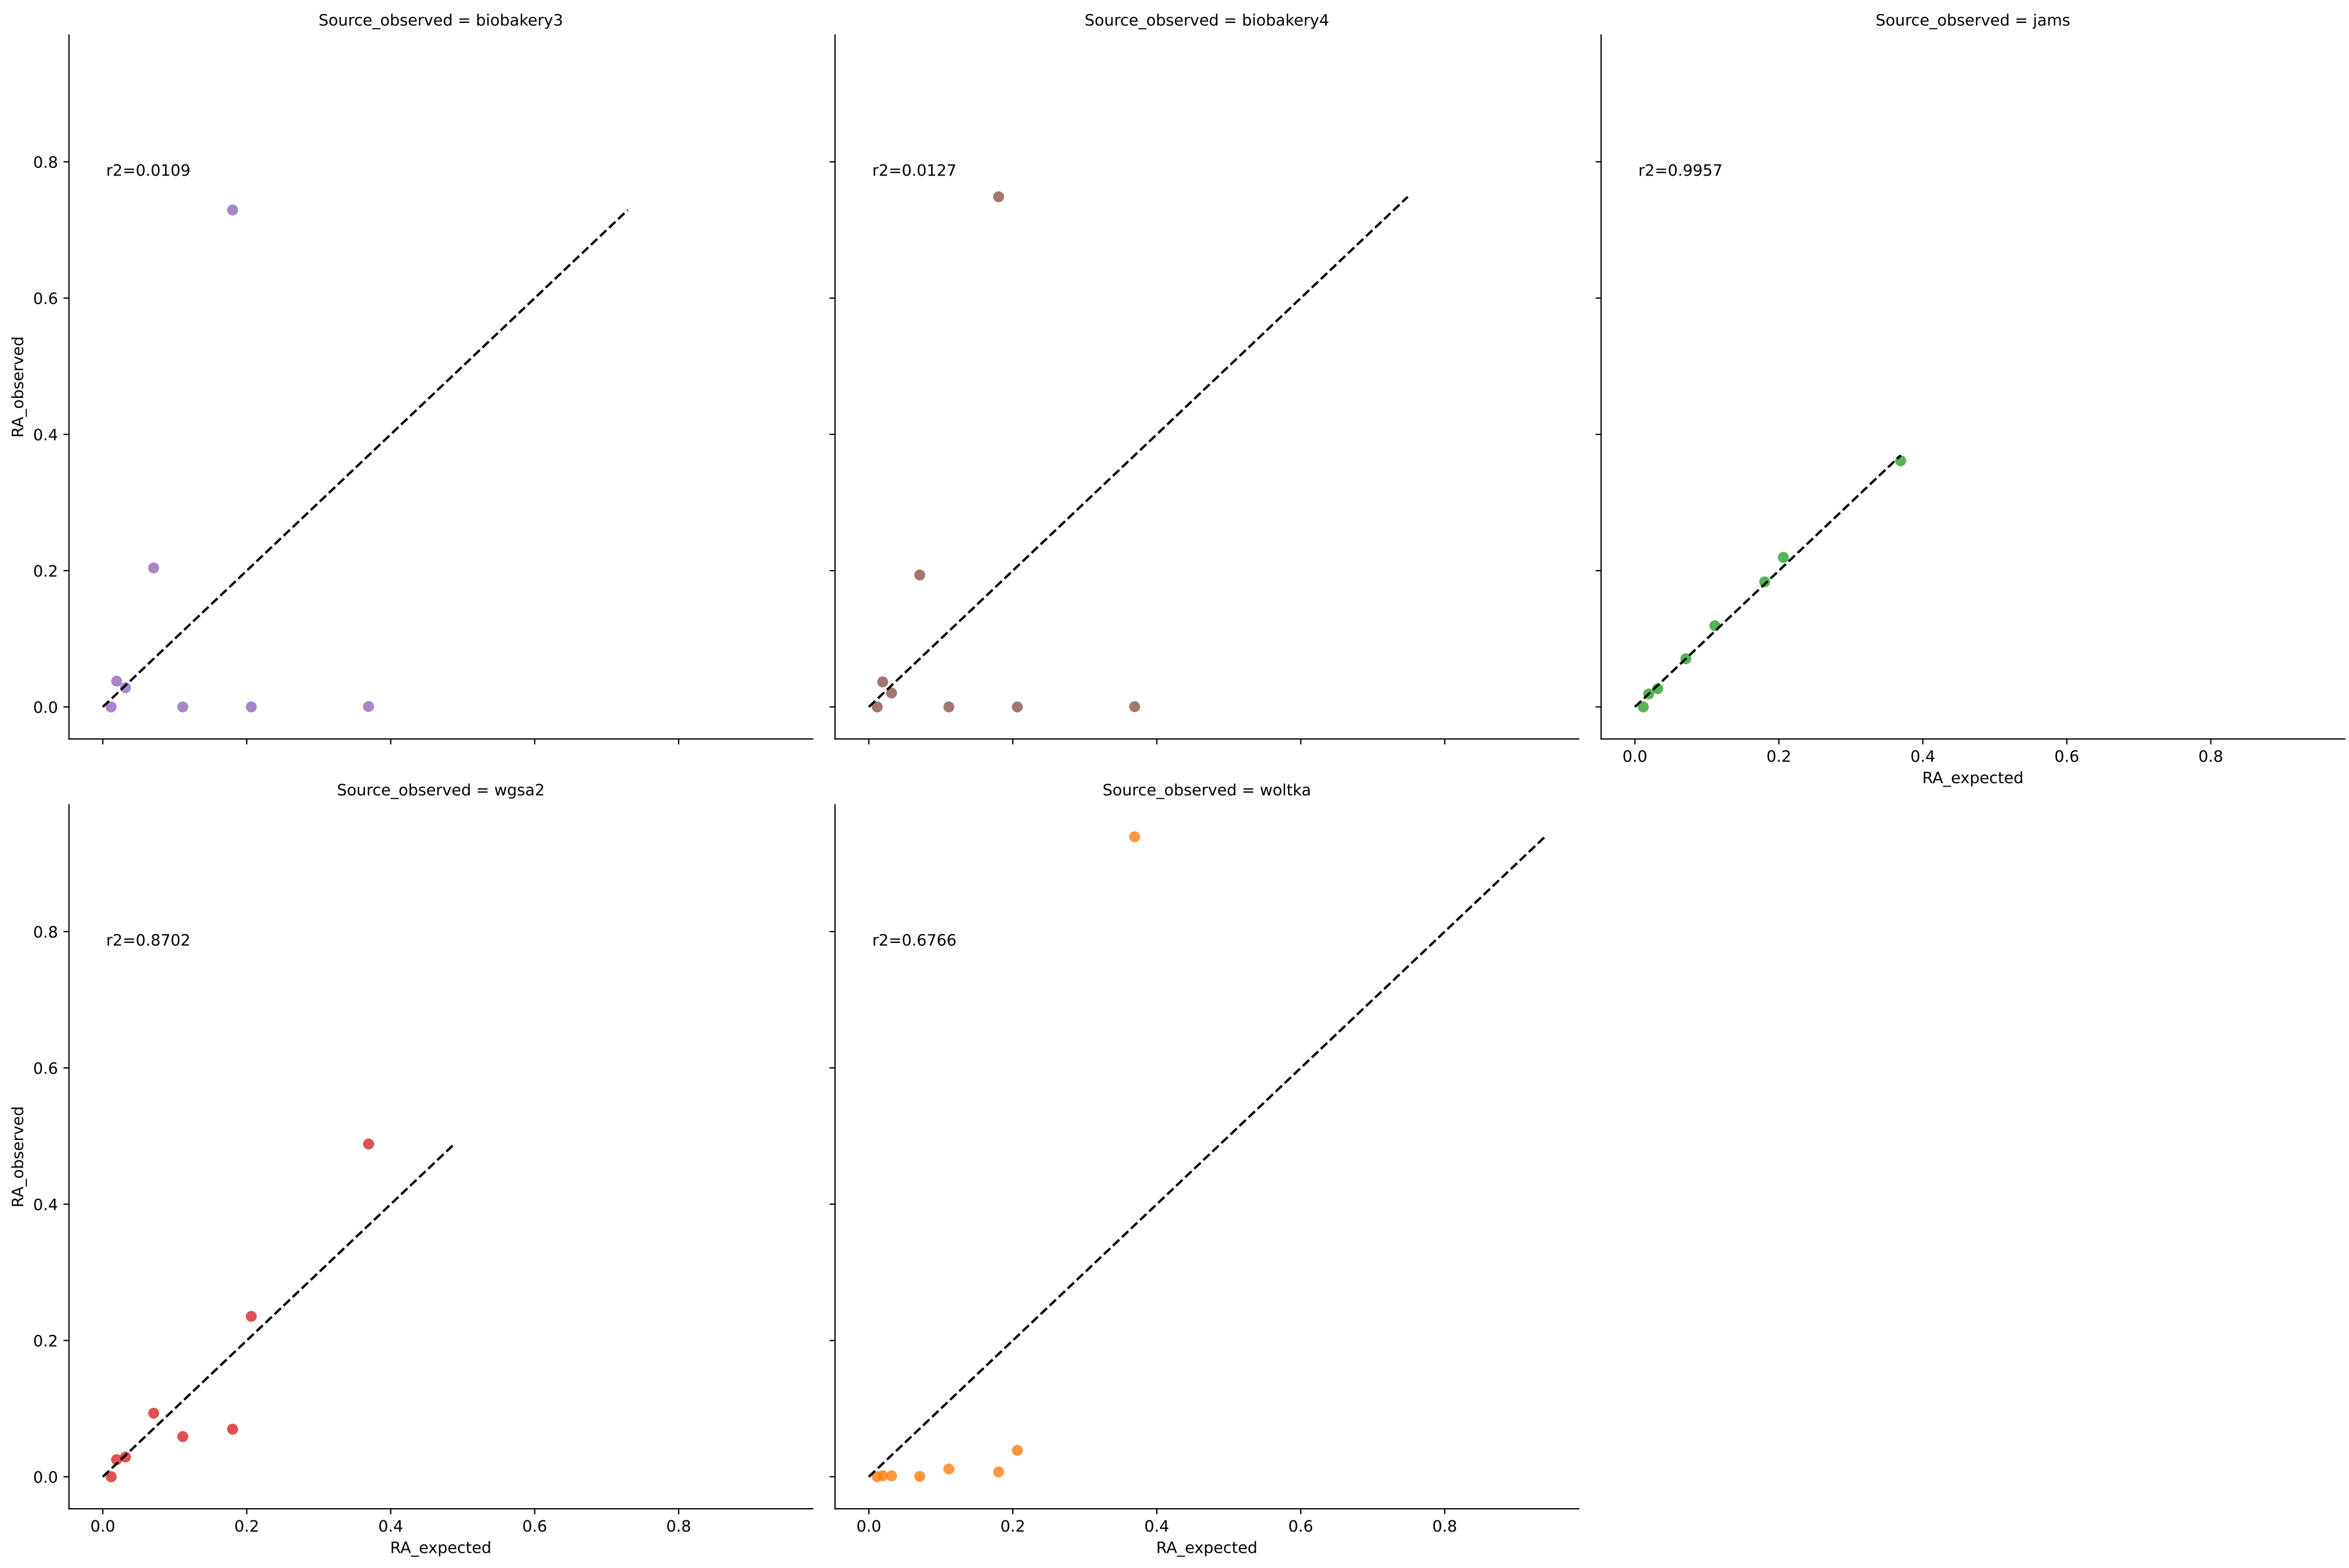 Source_observed = biobakery3
Source_observed = biobakery4
Source_observed = jams
RA_observed
0.8
0.6
0.4
0.2
0.0
r2=0.0109
r2=0.0127
r2=0.9957
0.0 0.2 0.4 0.6 0.8
RA_expected
Source_observed = wgsa2
Source_observed = woltka
RA_observed
0.8
0.6
0.4
0.2
0.0
r2=0.8702
r2=0.6766
0.0 0.2 0.4 0.6 0.8
RA_expected
0.0 0.2 0.4 0.6 0.8
RA_expected